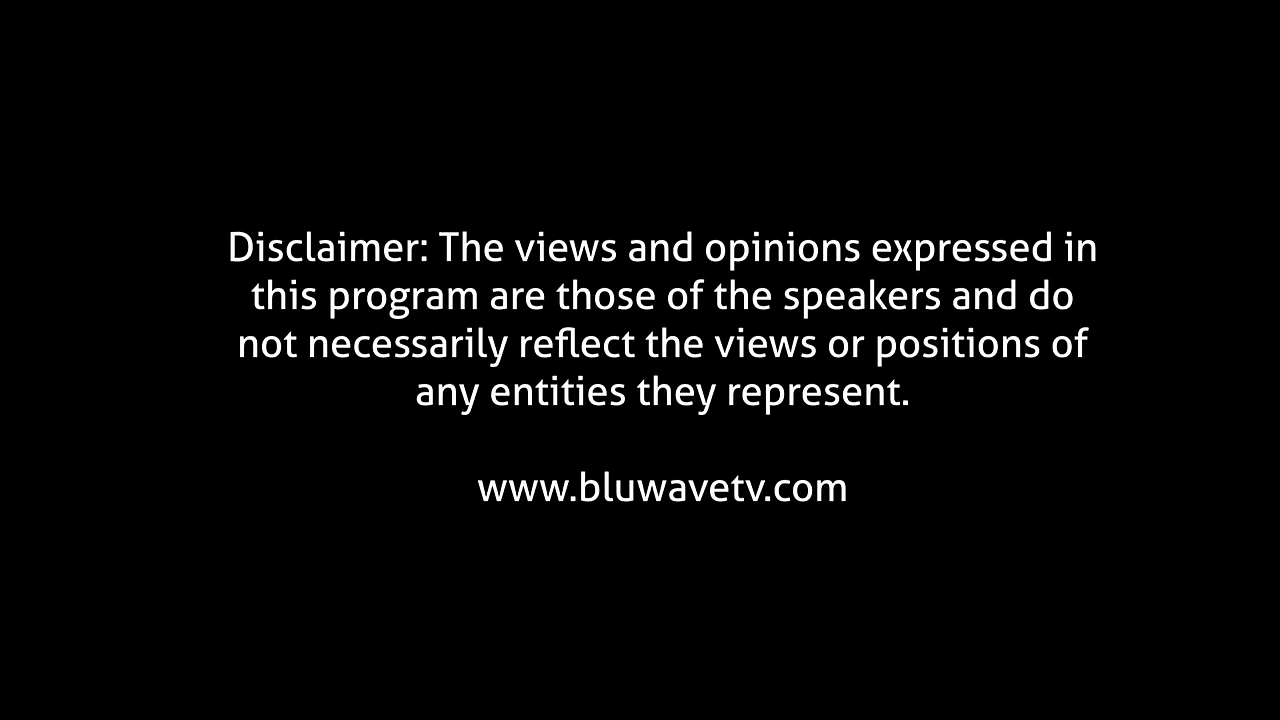 Disclaimer: The views and opinions expressed in
this program are those of the speakers and do
not necessarily reflect the views or positions of
any entities they represent.
www.bluwavetv.com